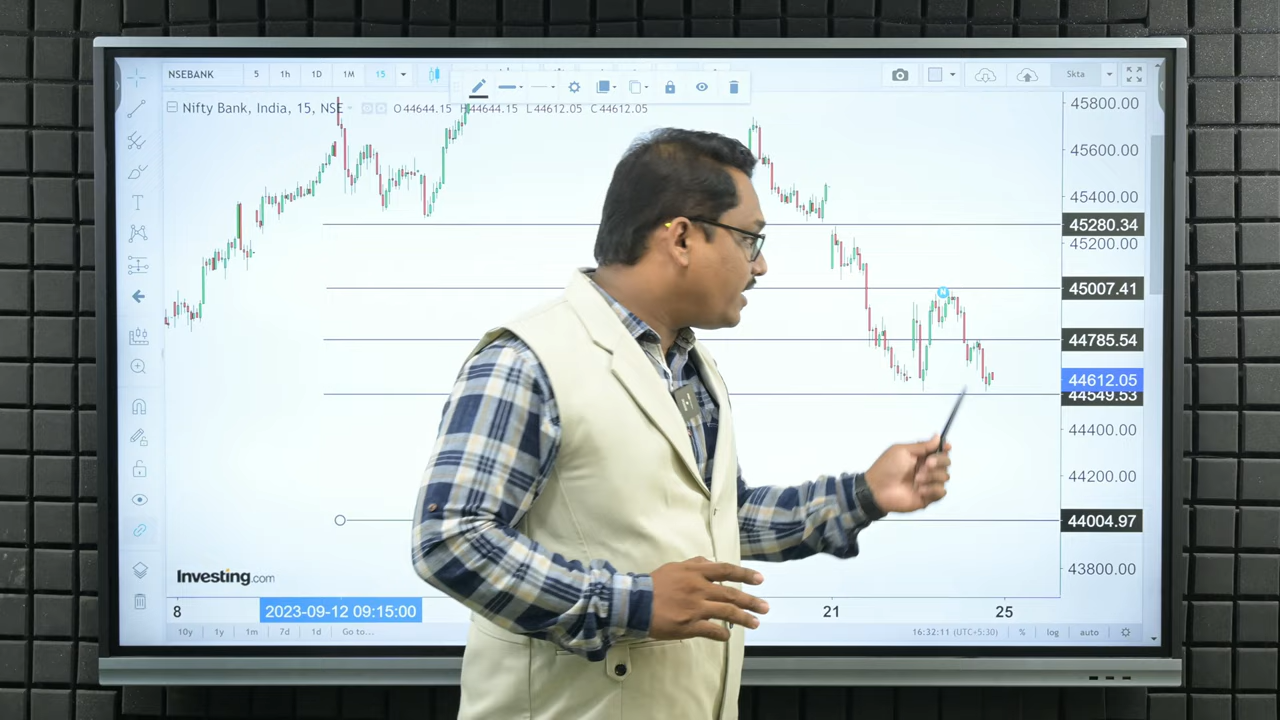 NSEBANK 5 1h 1D 1M 15 5kta
Nifty Bank, India, 15, NSE O44644.15 H44644.15 L44612.05 C44612.05
45800.00
45600.00
45400.00
45280.34
45200.00
45007.41
44785.54
44612.05
44549.53
44400.00
44200.00
44004.97
43800.00
Investing.com
8 2023-09-12 09:15:00 21 25
10y 1y 1m 7d 1d Go to... 16:32:11 (UTC+5:30) % log auto